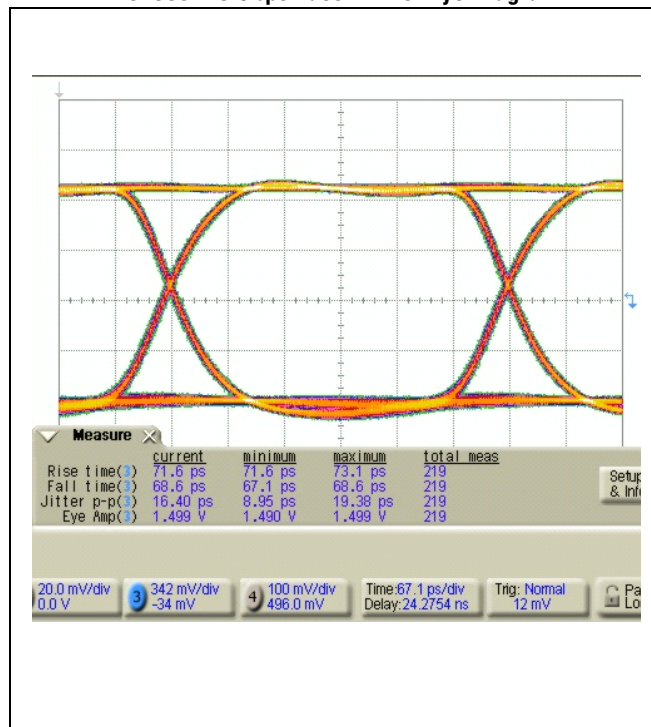 Measure
current minimum maximum total meas
Rise time(3) 71.6 ps 71.6 ps 73.1 ps 219
Fall time(3) 68.6 ps 67.1 ps 68.6 ps 219
Jitter p-p(3) 16.40 ps 8.95 ps 19.38 ps 219
Eye Amp(3) 1.499 V 1.490 V 1.499 V 219
Setup
& Info
20.0 mV/div
0.0 V
3 342 mV/div
-34 mV
4 100 mV/div
496.0 mV
Time:67.1 ps/div
Delay:24.2754 ns
Trig: Normal
12 mV